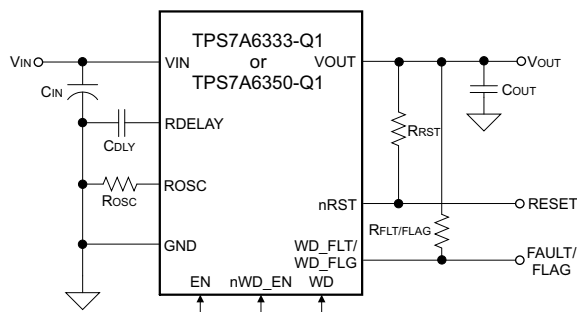 TPS7A6333-Q1
or
TPS7A6350-Q1
VIN
VIN
VOUT
VOUT
CIN
COUT
RDELAY
CDLY
RRST
ROSC
ROSC
nRST
RESET
RFLT/FLAG
GND
WD_FLT/
WD_FLG
FAULT/
FLAG
EN
nWD_EN
WD